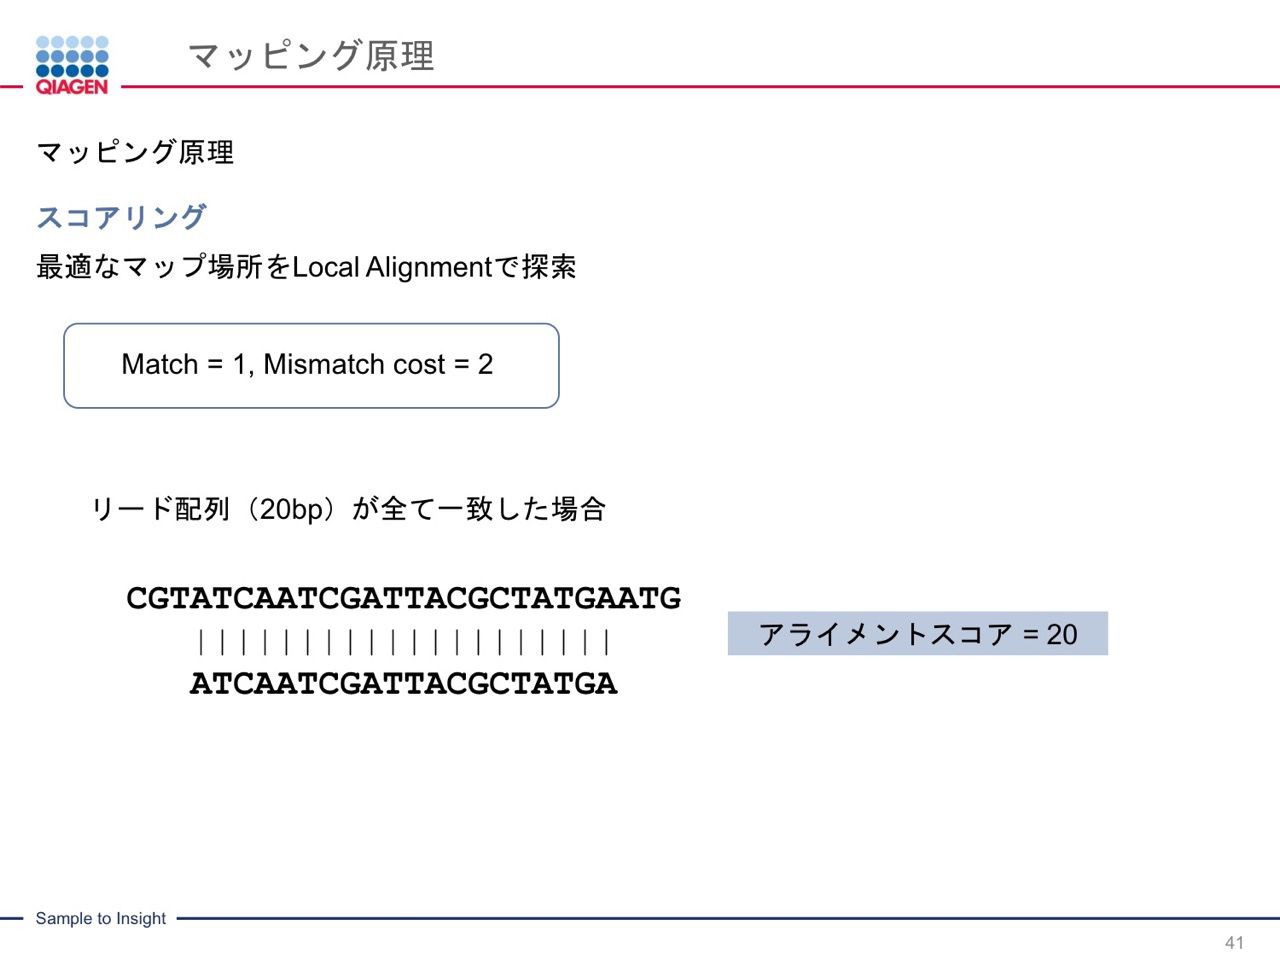 マッピング原理
QIAGEN
マッピング原理
スコアリング
最適なマップ場所をLocal Alignmentで探索
Match = 1, Mismatch cost = 2
リード配列（20bp）が全て一致した場合
CGTATCAATCGATTACGCTATGAATG
||||||||||||||||||||
ATCAATCGATTACGCTATGA
アライメントスコア = 20
Sample to Insight
41